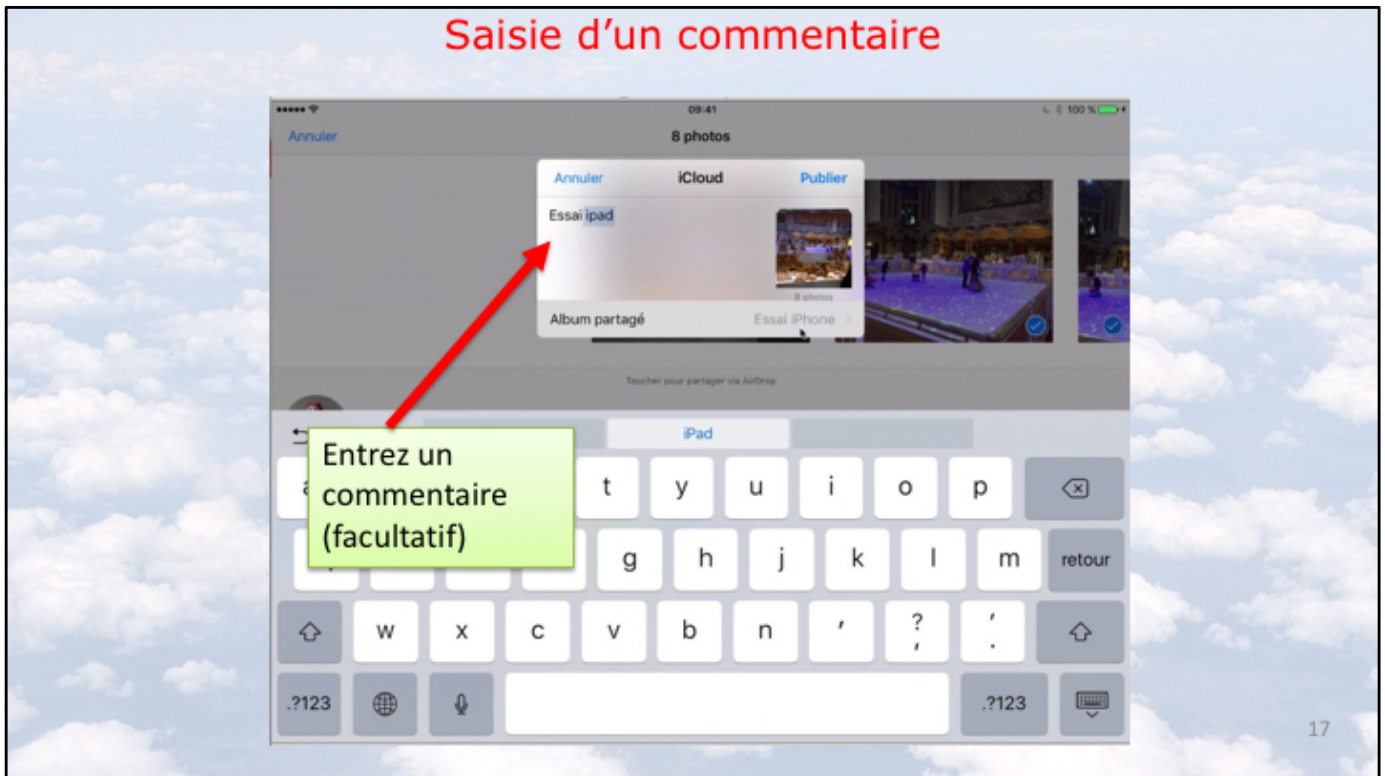 Saisie d’un commentaire
09:41
100 %
Annuler
8 photos
Annuler
iCloud
Publier
Essai ipad
8 photos
Album partagé
Essai iPhone
Toucher pour partager via AirDrop
iPad
Entrez un
commentaire
(facultatif)
a t y u i o p
g h j k l m retour
w x c v b n ' ? , ' .
.?123 .?123
17